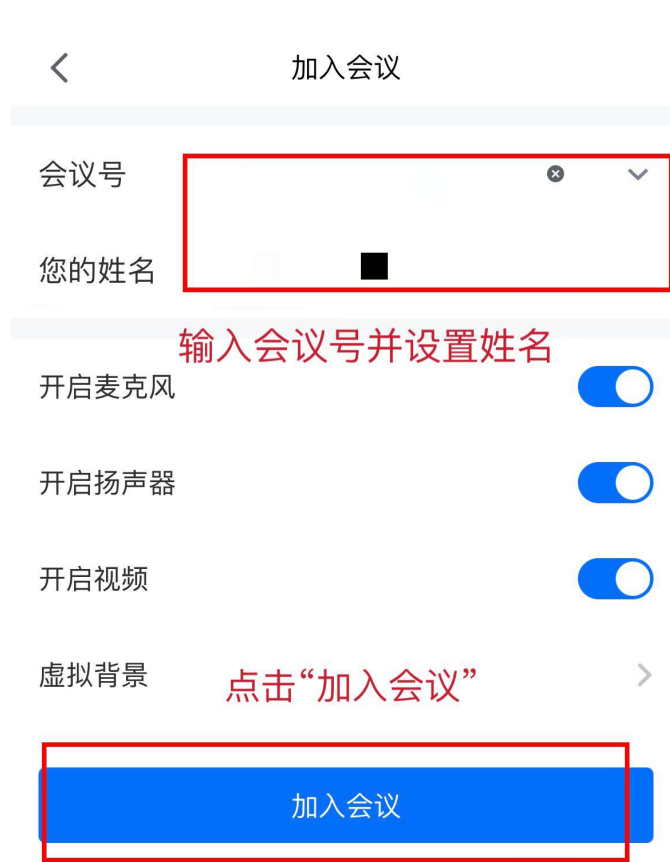 加入会议
会议号
您的姓名
输入会议号并设置姓名
开启麦克风
开启扬声器
开启视频
虚拟背景
点击“加入会议”
加入会议